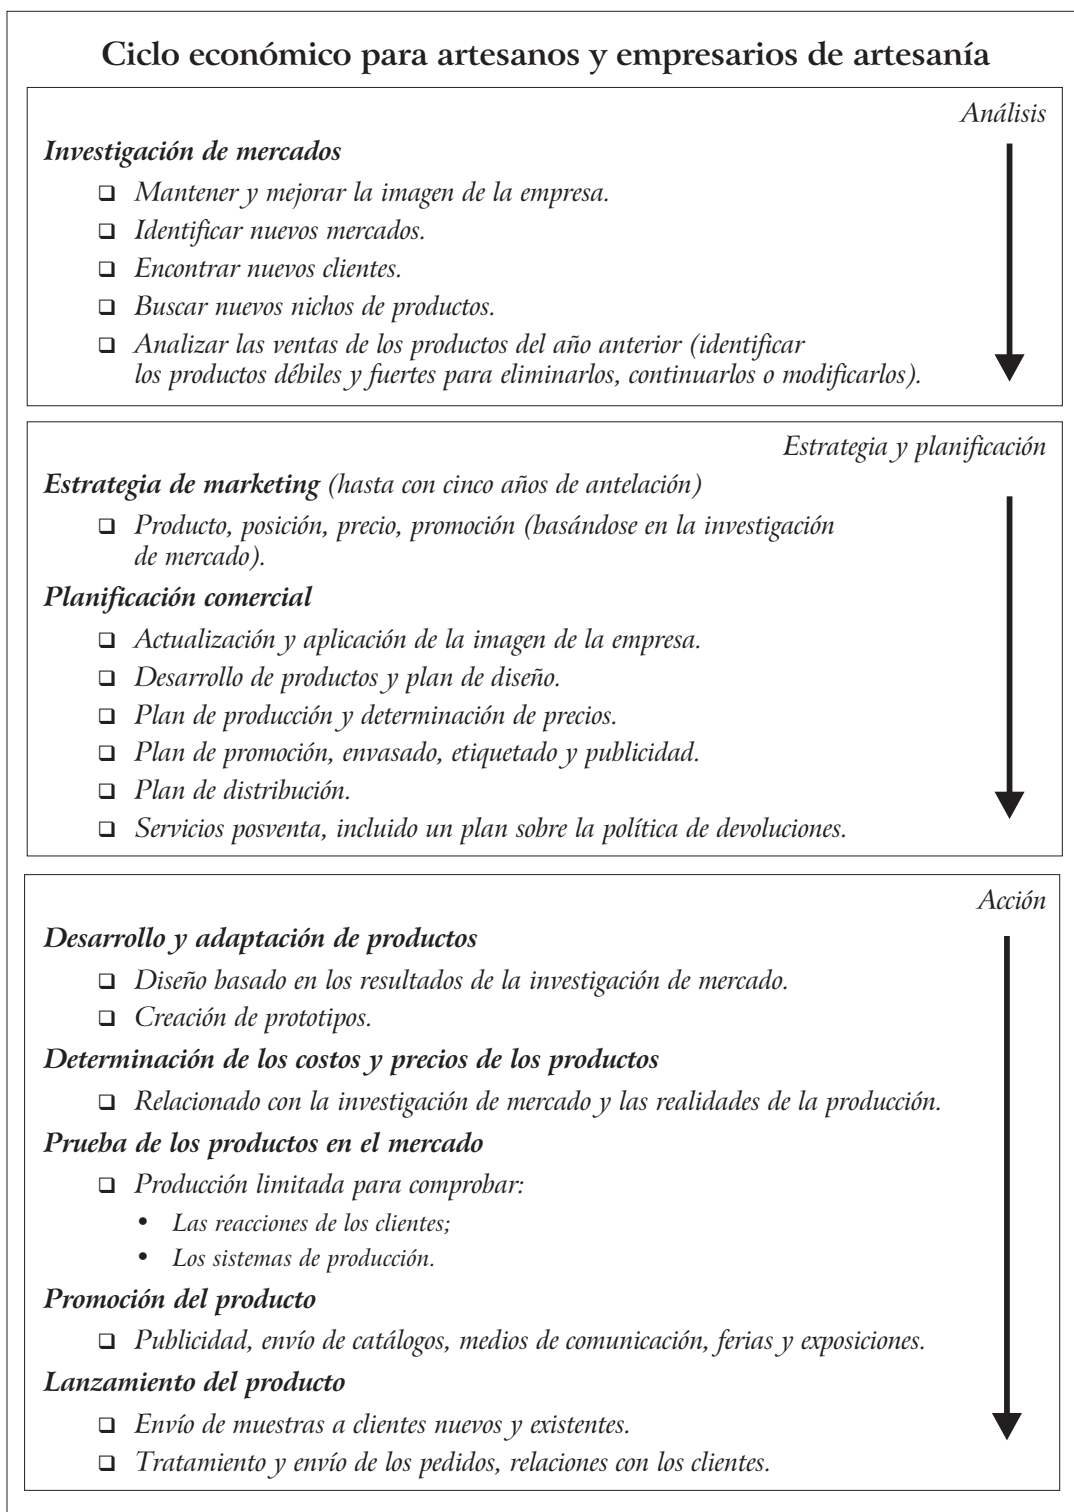 Ciclo económico para artesanos y empresarios de artesanía
Análisis
Investigación de mercados
❑ Mantener y mejorar la imagen de la empresa.
❑ Identificar nuevos mercados.
❑ Encontrar nuevos clientes.
❑ Buscar nuevos nichos de productos.
❑ Analizar las ventas de los productos del año anterior (identificar
los productos débiles y fuertes para eliminarlos, continuarlos o modificarlos).
Estrategia y planificación
Estrategia de marketing (hasta con cinco años de antelación)
❑ Producto, posición, precio, promoción (basándose en la investigación
de mercado).
Planificación comercial
❑ Actualización y aplicación de la imagen de la empresa.
❑ Desarrollo de productos y plan de diseño.
❑ Plan de producción y determinación de precios.
❑ Plan de promoción, envasado, etiquetado y publicidad.
❑ Plan de distribución.
❑ Servicios posventa, incluido un plan sobre la política de devoluciones.
Acción
Desarrollo y adaptación de productos
❑ Diseño basado en los resultados de la investigación de mercado.
❑ Creación de prototipos.
Determinación de los costos y precios de los productos
❑ Relacionado con la investigación de mercado y las realidades de la producción.
Prueba de los productos en el mercado
❑ Producción limitada para comprobar:
• Las reacciones de los clientes;
• Los sistemas de producción.
Promoción del producto
❑ Publicidad, envío de catálogos, medios de comunicación, ferias y exposiciones.
Lanzamiento del producto
❑ Envío de muestras a clientes nuevos y existentes.
❑ Tratamiento y envío de los pedidos, relaciones con los clientes.